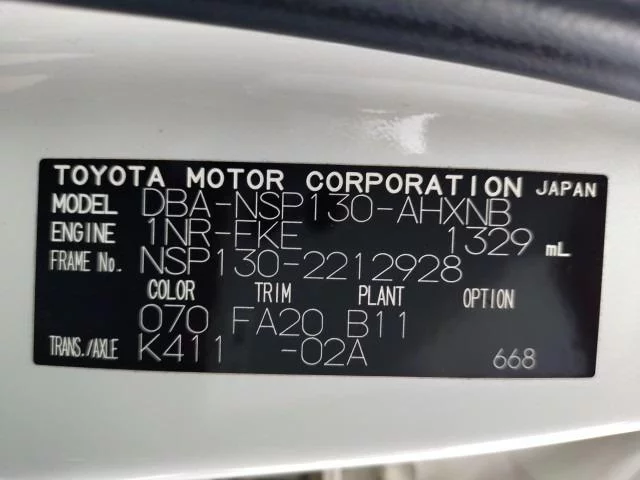 TOYOTA MOTOR CORPORATION JAPAN
MODEL DBA-NSP130-AHXNB
ENGINE 1NR-FKE 1329 mL
FRAME No. NSP130-2212928
COLOR TRIM PLANT OPTION
070 FA20 B11
TRANS./AXLE K411 -02A 668